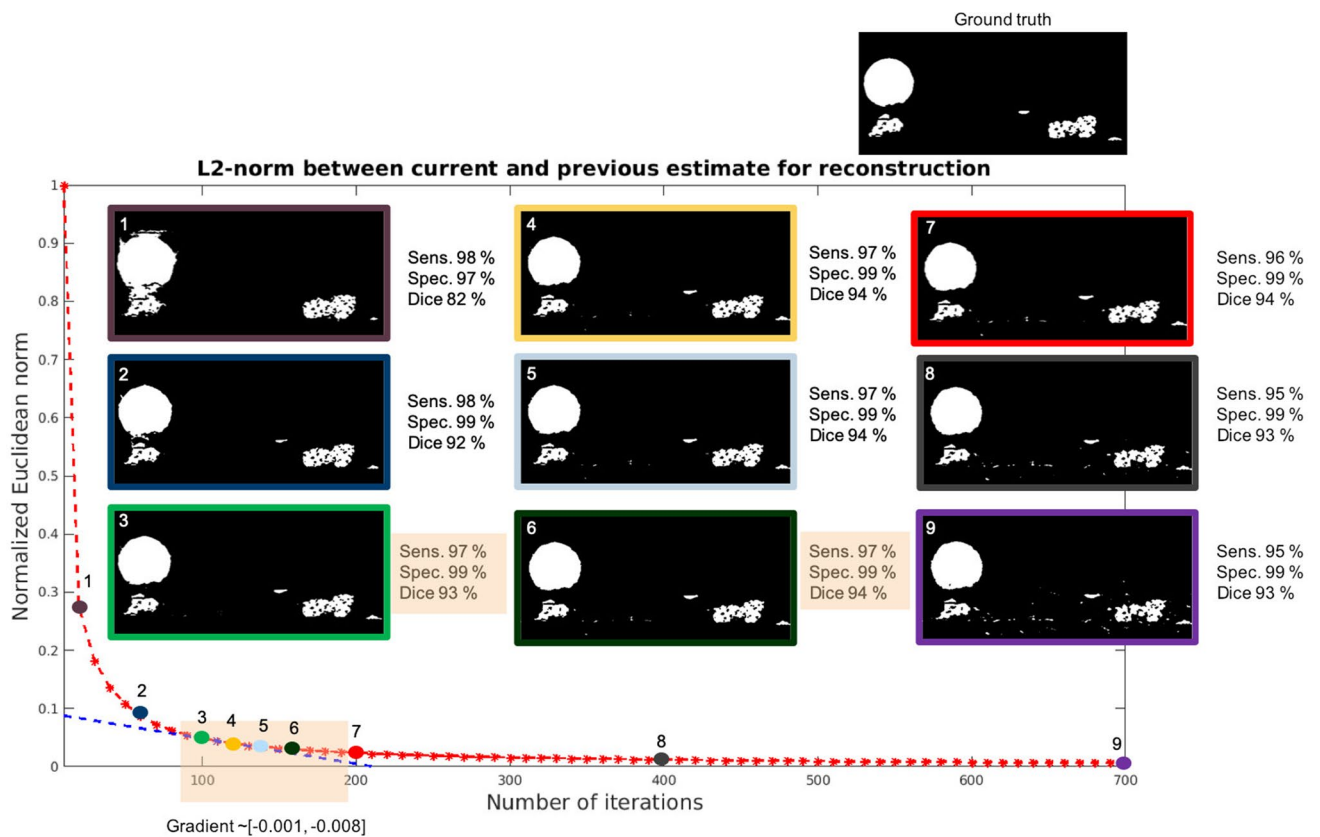 Ground truth
L2-norm between current and previous estimate for reconstruction
Normalized Euclidean norm
1
0.9
0.8
0.7
0.6
0.5
0.4
0.3
0.2
0.1
0
1
Sens. 98 %
Spec. 97 %
Dice 82 %
4
Sens. 97 %
Spec. 99 %
Dice 94 %
7
Sens. 96 %
Spec. 99 %
Dice 94 %
2
Sens. 98 %
Spec. 99 %
Dice 92 %
5
Sens. 97 %
Spec. 99 %
Dice 94 %
8
Sens. 95 %
Spec. 99 %
Dice 93 %
3
Sens. 97 %
Spec. 99 %
Dice 93 %
6
Sens. 97 %
Spec. 99 %
Dice 94 %
9
Sens. 95 %
Spec. 99 %
Dice 93 %
1
2
3
4
5
6
7
8
9
100
200
300
400
500
600
700
Number of iterations
Gradient ~[-0.001, -0.008]